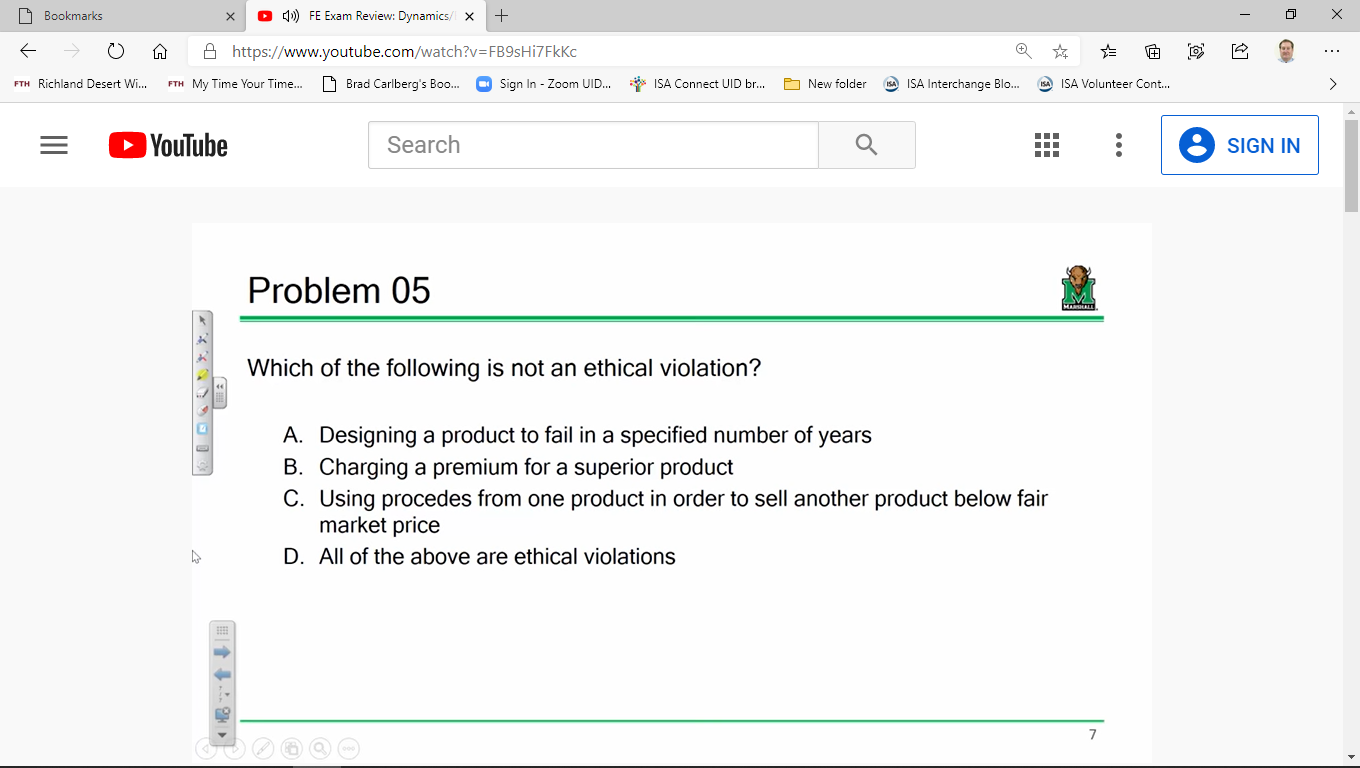 Bookmarks
FE Exam Review: Dynamics/
https://www.youtube.com/watch?v=FB9sHi7FkKc
FTH Richland Desert Wi...
FTH My Time Your Time...
Brad Carlberg's Boo...
Sign In - Zoom UID...
ISA Connect UID br...
New folder
ISA Interchange Blo...
ISA Volunteer Cont...
YouTube
Search
SIGN IN
Problem 05
M
MARSHALL
Which of the following is not an ethical violation?
A. Designing a product to fail in a specified number of years
B. Charging a premium for a superior product
C. Using procedes from one product in order to sell another product below fair
market price
D. All of the above are ethical violations
7